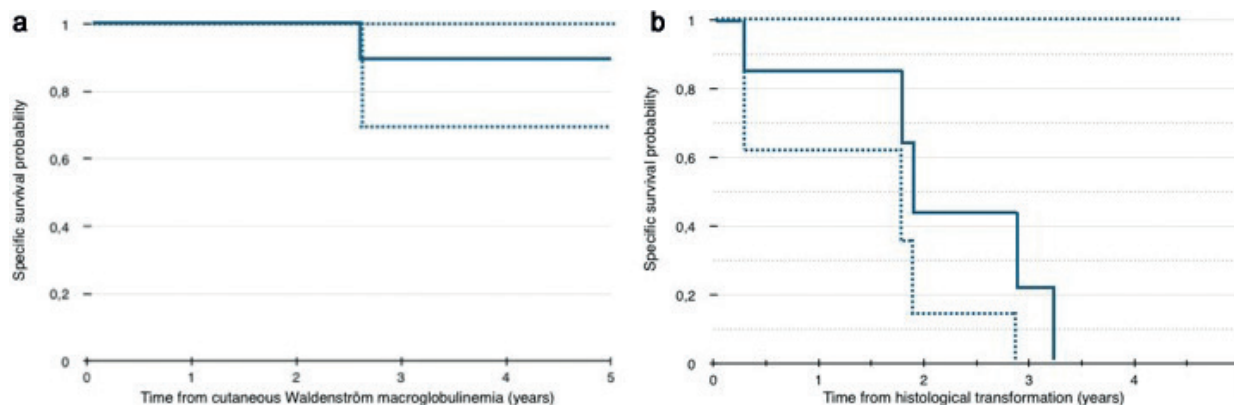 a
1
0,8
0,6
0,4
0,2
0
0 1 2 3 4 5
Specific survival probability
Time from cutaneous Waldenström macroglobulinemia (years)
b
1
0,8
0,6
0,4
0,2
0
0 1 2 3 4
Specific survival probability
Time from histological transformation (years)